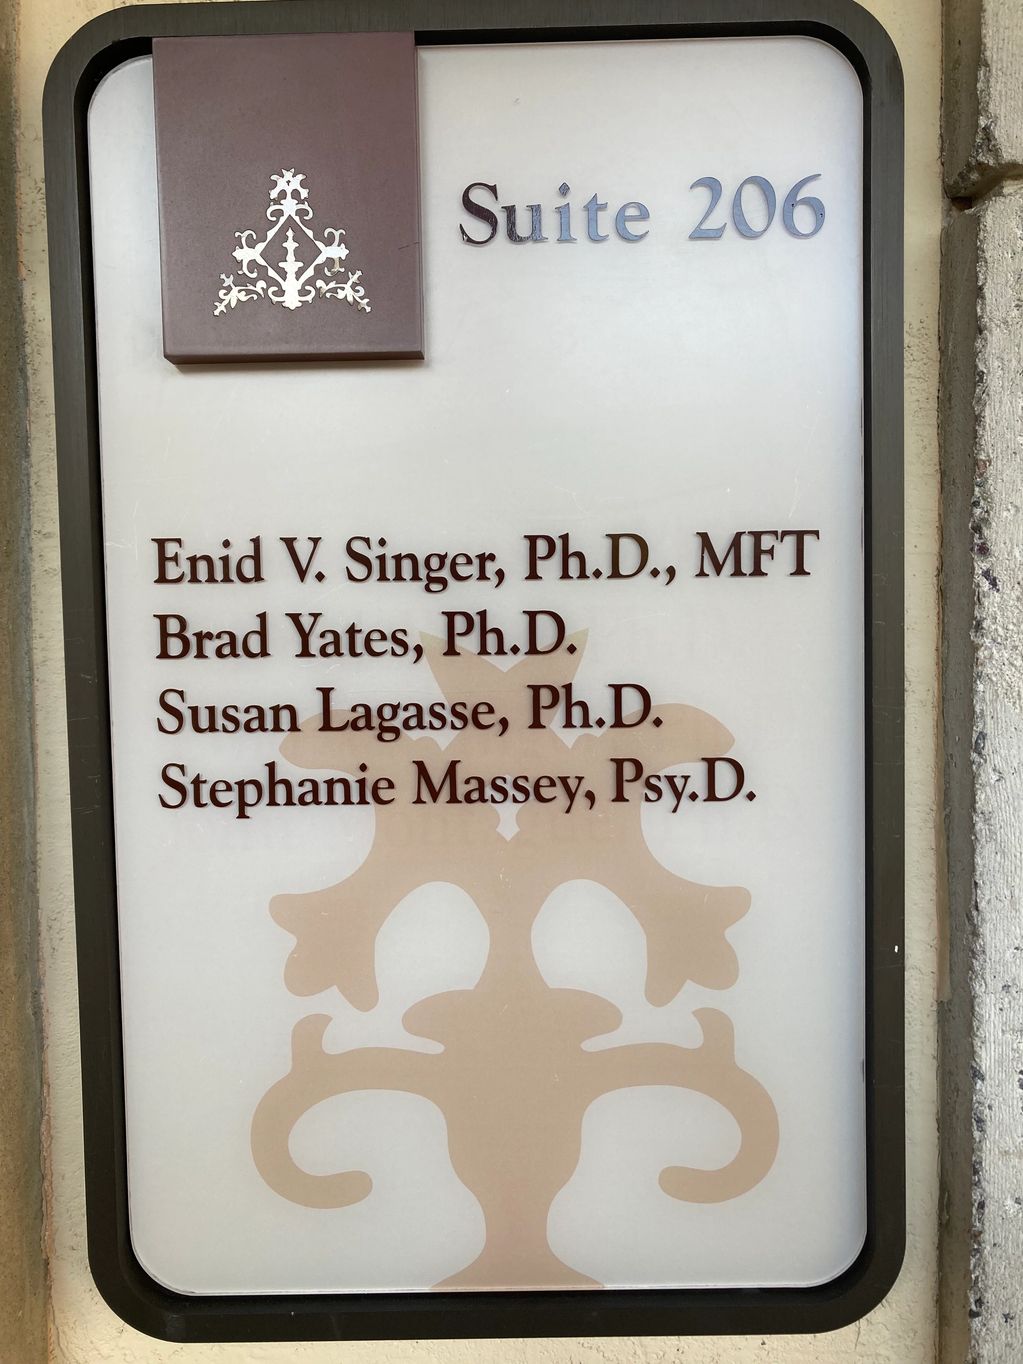 Suite 206
Enid V. Singer, Ph.D., MFT
Brad Yates, Ph.D.
Susan Lagasse, Ph.D.
Stephanie Massey, Psy.D.